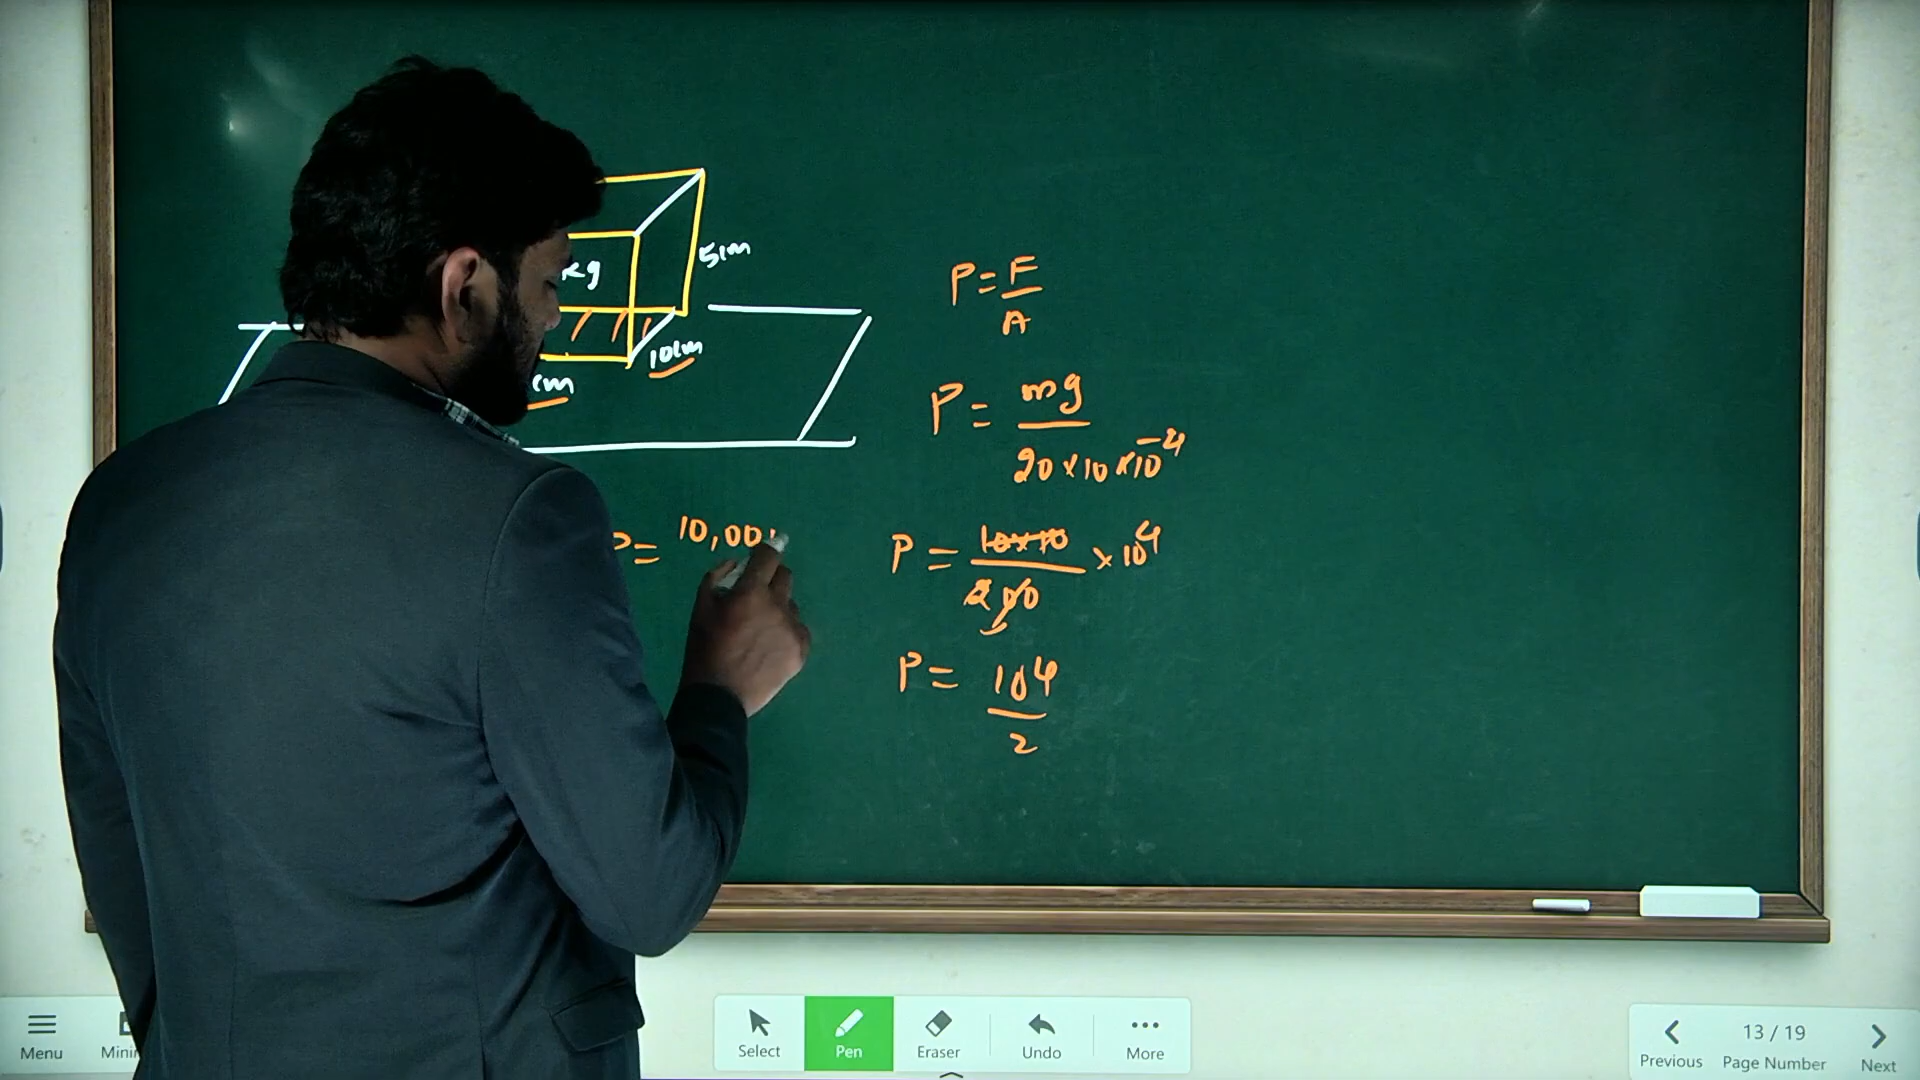 5cm
kg
10cm
cm
P = F / A
P = mg / 20 × 10 × 10⁻⁴
P = 10×10 / 200 × 10⁴
P = 10⁴ / 2
P = 10,00
Menu
Select
Pen
Eraser
Undo
More
Previous
13 / 19
Page Number
Next